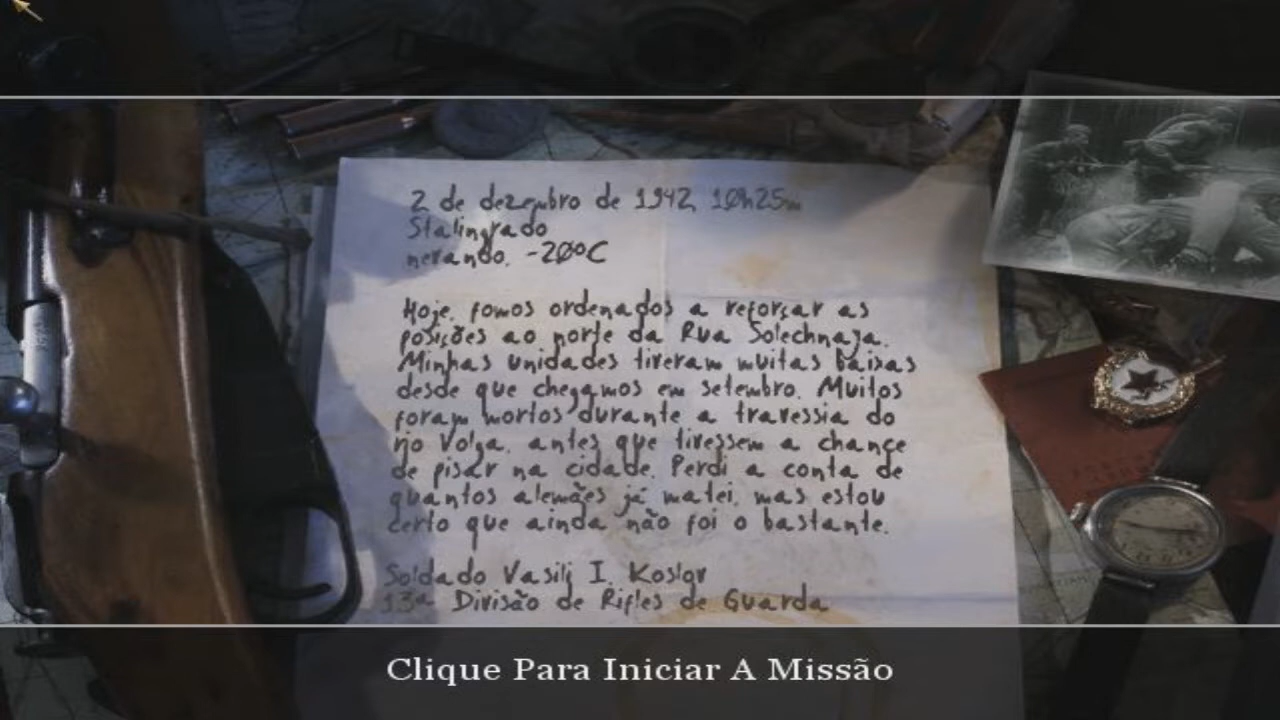 2 de dezembro de 1942, 10h25m
Stalingrado
nevando, -20ºC
Hoje, fomos ordenados a reforçar as
posições ao norte da Rua Solechnaya.
Minhas unidades tiveram muitas baixas
desde que chegamos em setembro. Muitos
foram mortos durante a travessia do
rio Volga, antes que tivessem a chance
de pisar na cidade. Perdi a conta de
quantos alemães já matei, mas estou
certo que ainda não foi o bastante.
Soldado Vasili I. Koslov
13ª Divisão de Rifles de Guarda
Clique Para Iniciar A Missão